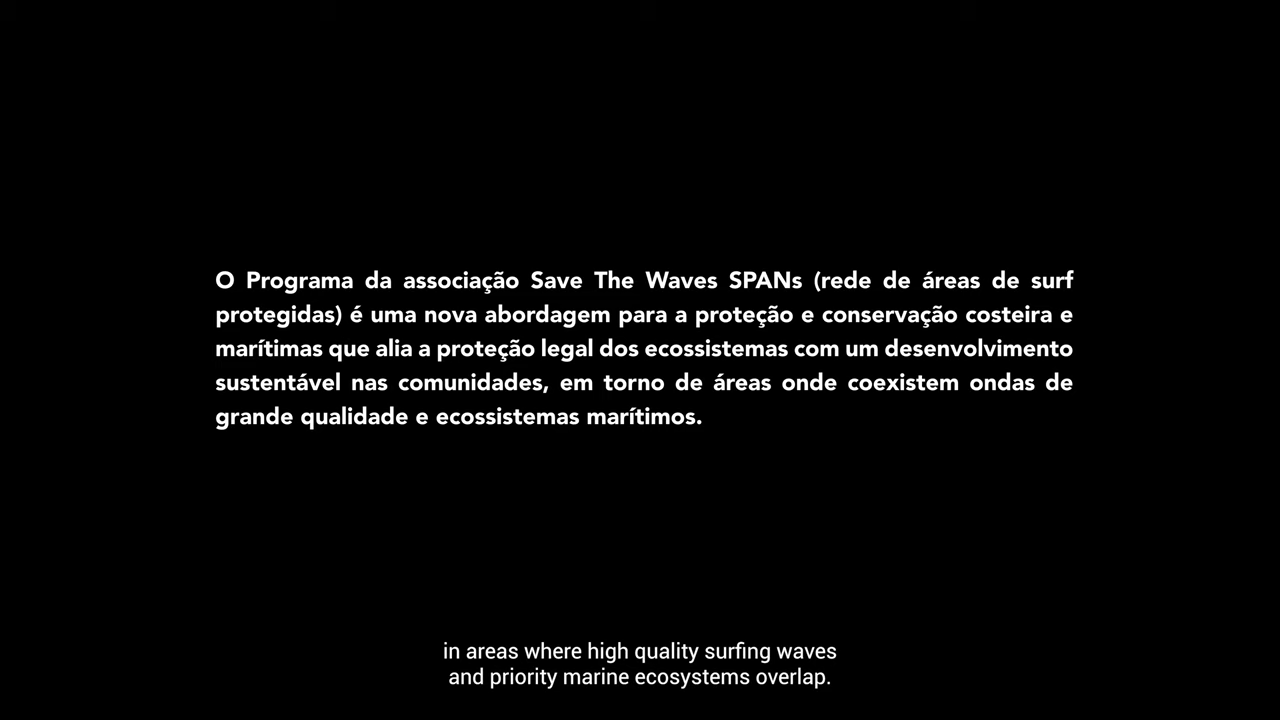 O Programa da associação Save The Waves SPANs (rede de áreas de surf
protegidas) é uma nova abordagem para a proteção e conservação costeira e
marítimas que alia a proteção legal dos ecossistemas com um desenvolvimento
sustentável nas comunidades, em torno de áreas onde coexistem ondas de
grande qualidade e ecossistemas marítimos.
in areas where high quality surfing waves
and priority marine ecosystems overlap.